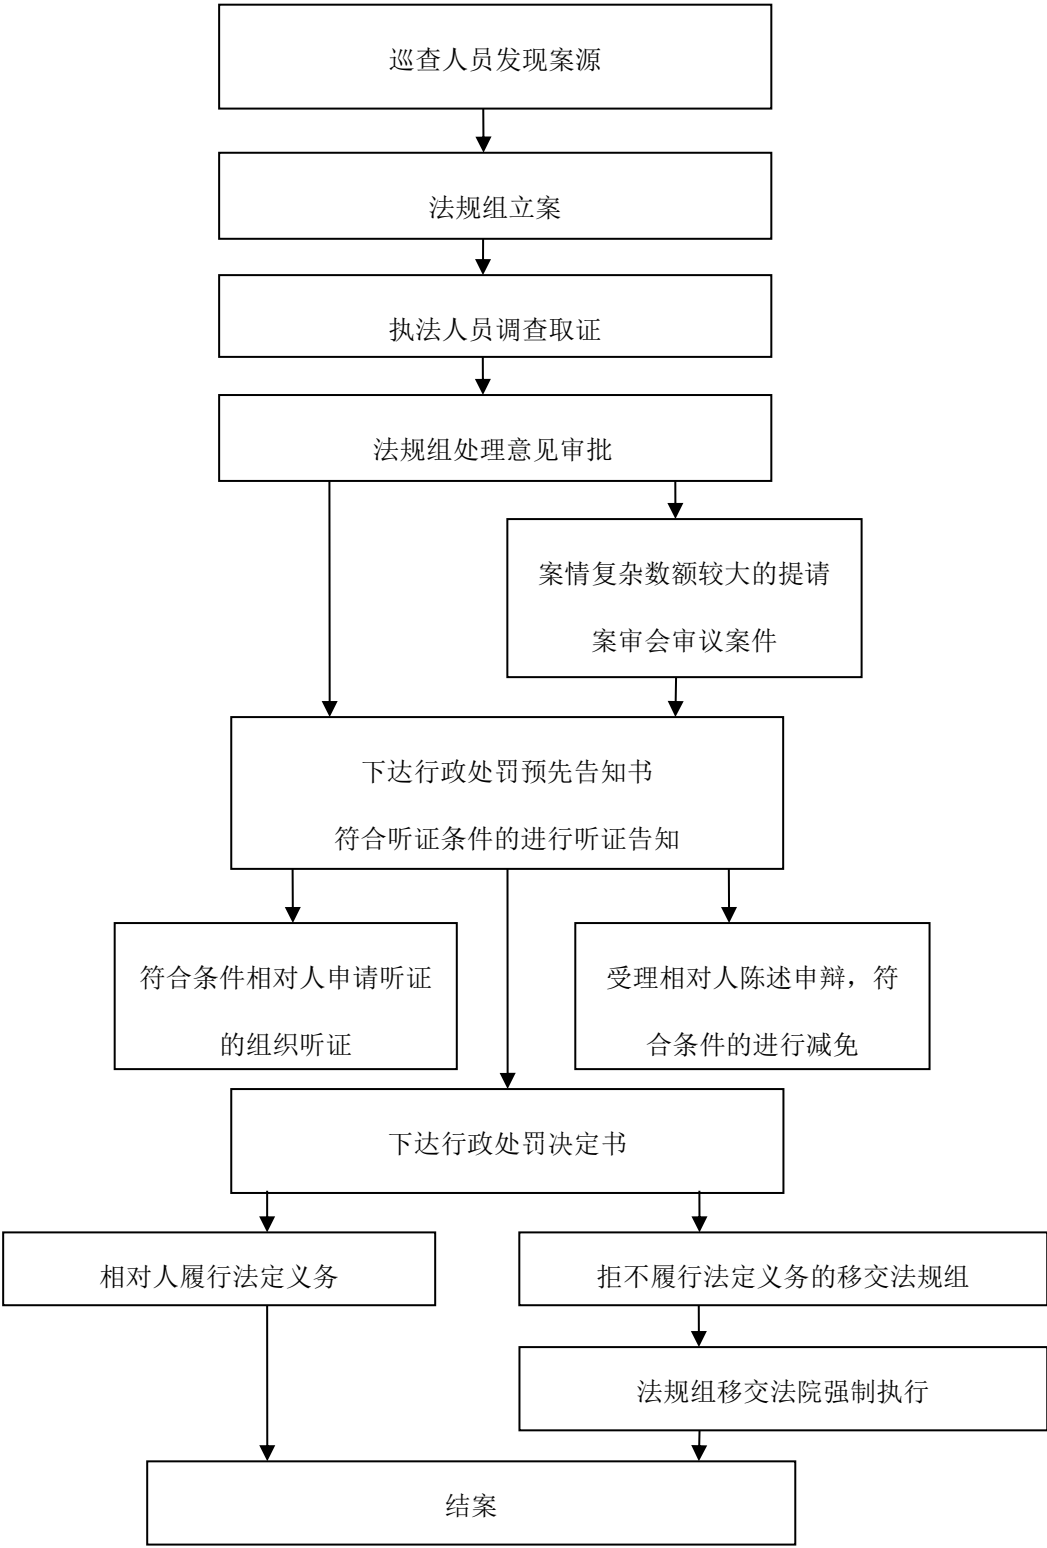 巡查人员发现案源
法规组立案
执法人员调查取证
法规组处理意见审批
案情复杂数额较大的提请
案审会审议案件
下达行政处罚预先告知书
符合听证条件的进行听证告知
符合条件相对人申请听证
的组织听证
受理相对人陈述申辩，符
合条件的进行减免
下达行政处罚决定书
相对人履行法定义务
拒不履行法定义务的移交法规组
法规组移交法院强制执行
结案